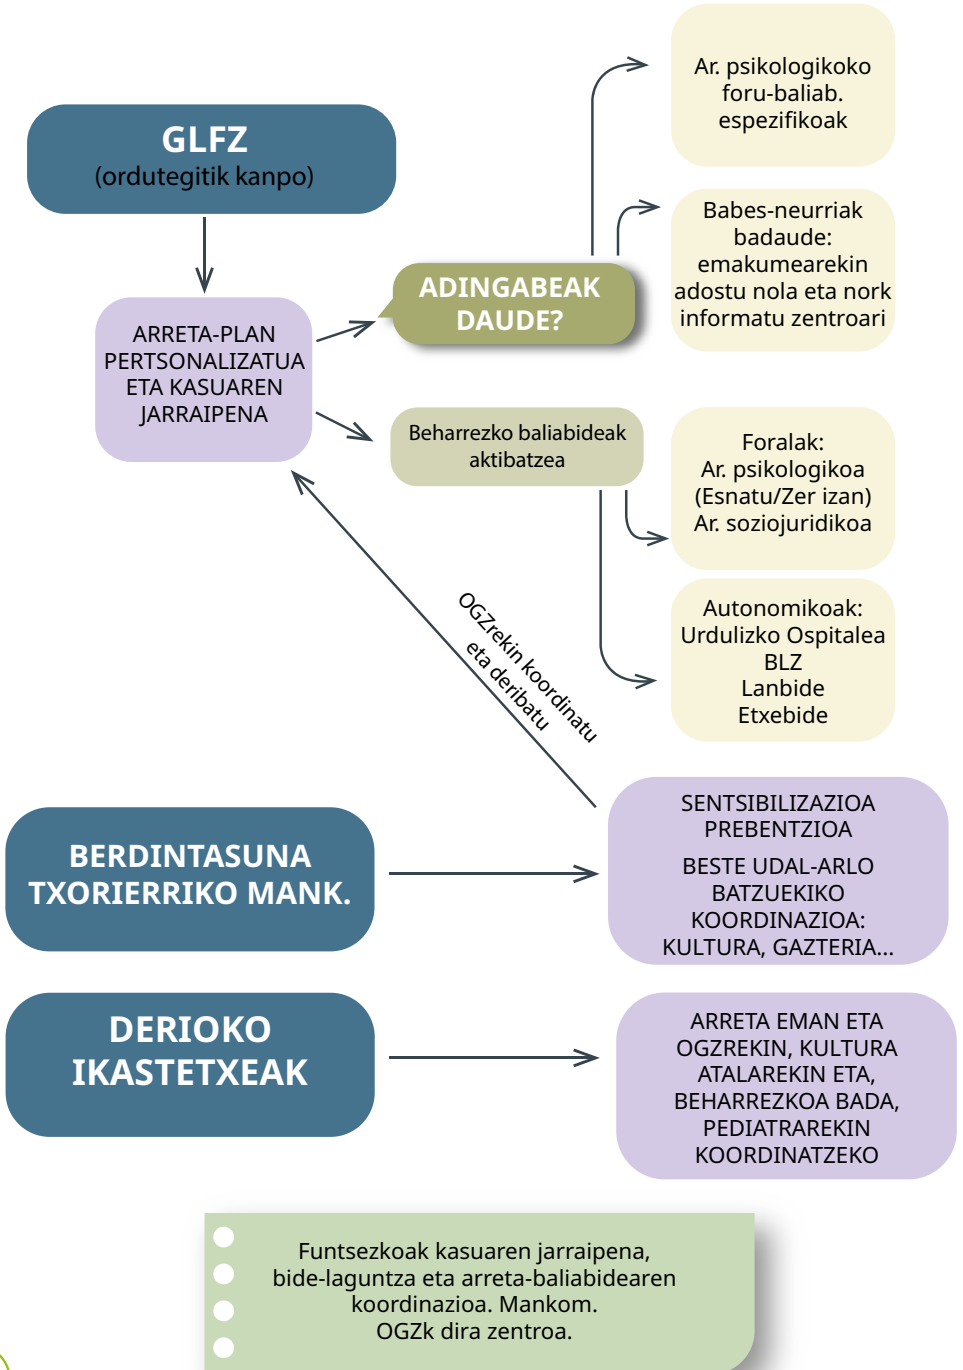 Ar. psikologikoko
foru-baliab.
espezifikoak
GLFZ
(ordutegitik kanpo)
Babes-neurriak
badaude:
emakumearekin
adostu nola eta nork
informatu zentroari
ADINGABEAK
DAUDE?
ARRETA-PLAN
PERTSONALIZATUA
ETA KASUAREN
JARRAIPENA
Beharrezko baliabideak
aktibatzea
Foralak:
Ar. psikologikoa
(Esnatu/Zer izan)
Ar. soziojuridikoa
OGZrekin koordinatu
eta deribatu
Autonomikoak:
Urdulizko Ospitalea
BLZ
Lanbide
Etxebide
BERDINTASUNA
TXORIERRIKO MANK.
SENTSIBILIZAZIOA
PREBENTZIOA
BESTE UDAL-ARLO
BATZUEKIKO
KOORDINAZIOA:
KULTURA, GAZTERIA...
DERIOKO
IKASTETXEAK
ARRETA EMAN ETA
OGZREKIN, KULTURA
ATALAREKIN ETA,
BEHARREZKOA BADA,
PEDIATRAREKIN
KOORDINATZEKO
Funtsezkoak kasuaren jarraipena,
bide-laguntza eta arreta-baliabidearen
koordinazioa. Mankom.
OGZk dira zentroa.